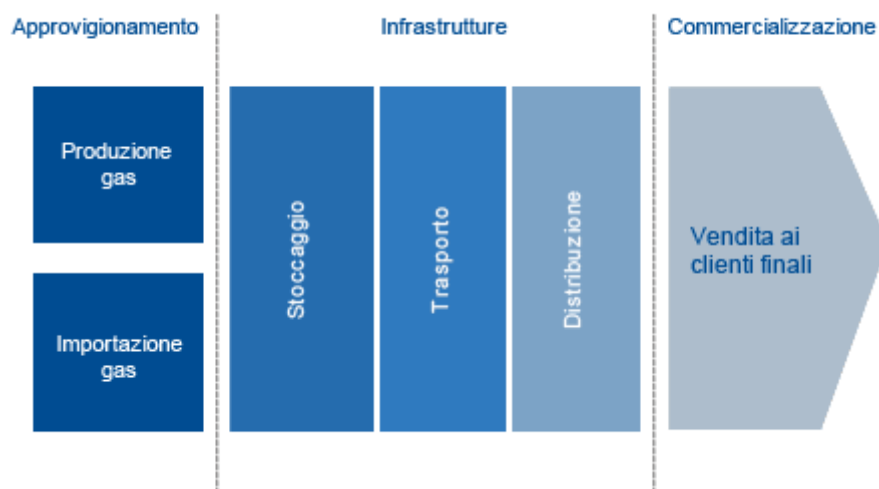 Approvigionamento
Infrastrutture
Commercializzazione
Produzione
gas
Importazione
gas
Stoccaggio
Trasporto
Distribuzione
Vendita ai
clienti finali